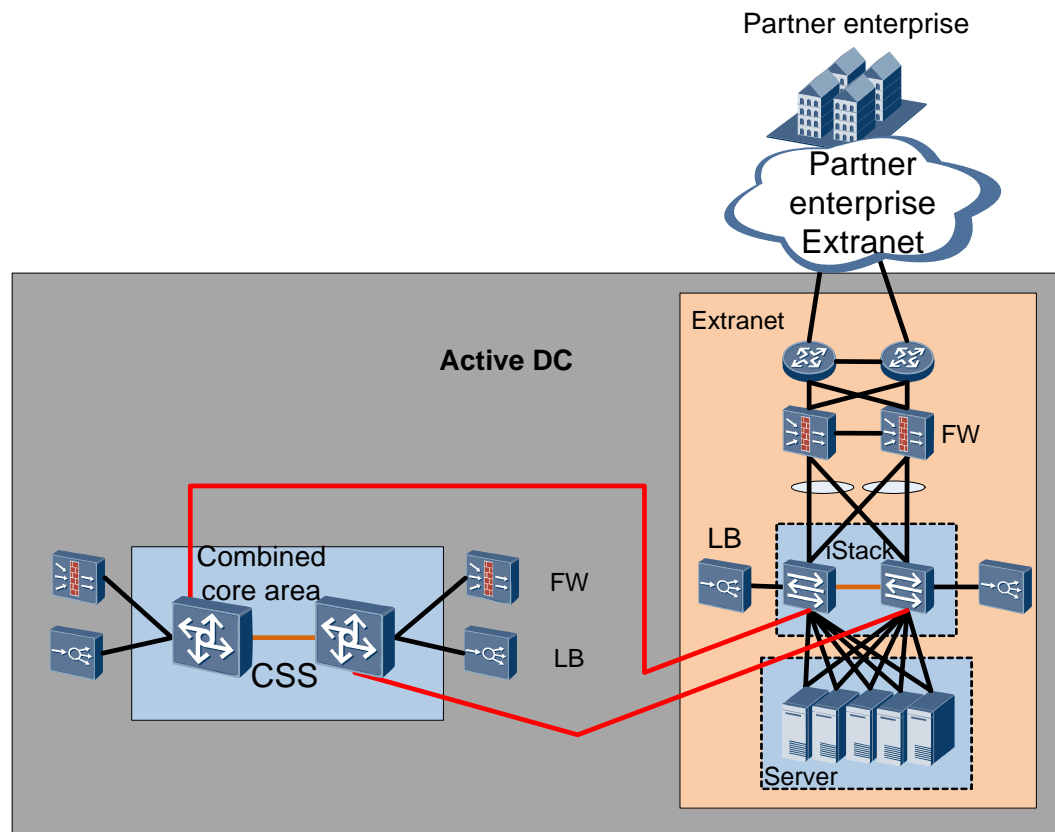 Partner enterprise
Partner
enterprise
Extranet
Extranet
Active DC
FW
LB
iStack
Combined
core area
FW
CSS
LB
Server